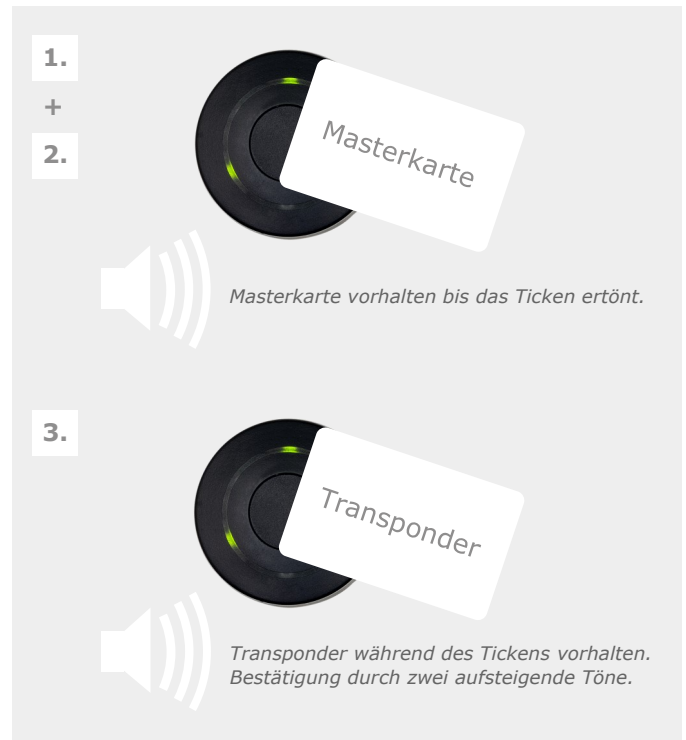 1.
+
2.
Masterkarte
Masterkarte vorhalten bis das Ticken ertönt.
3.
Transponder
Transponder während des Tickens vorhalten.
Bestätigung durch zwei aufsteigende Töne.